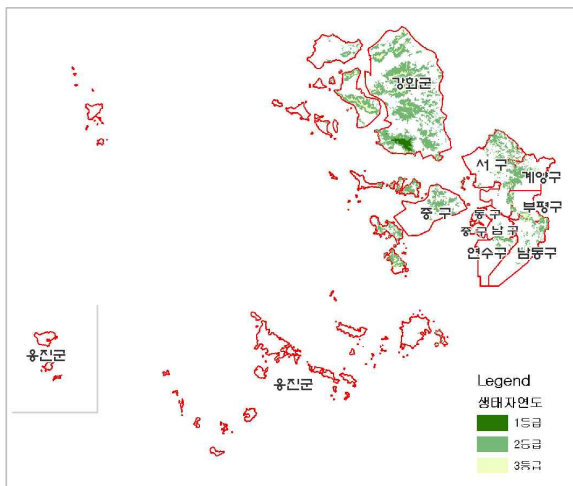 강화군
서구
계양구
부평구
중구
동구
중구
남구
연수구
남동구
옹진군
옹진군
Legend
생태자연도
1등급
2등급
3등급